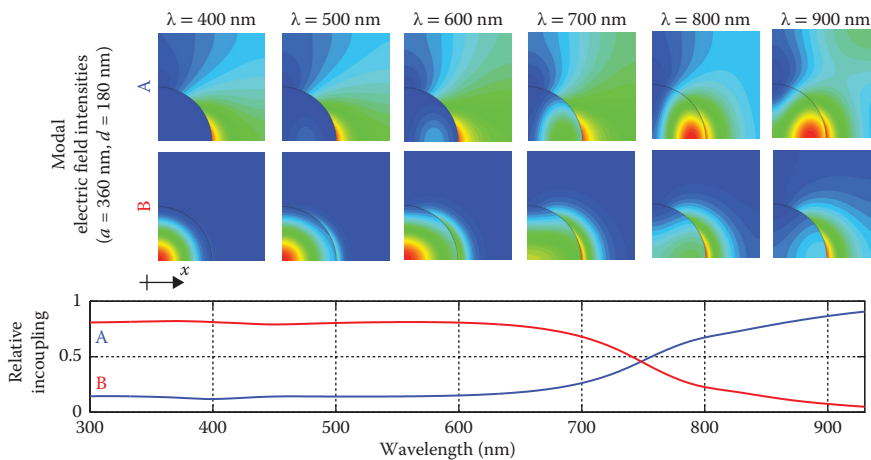 λ = 400 nm λ = 500 nm λ = 600 nm λ = 700 nm λ = 800 nm λ = 900 nm
Modal
electric field intensities
(a = 360 nm, d = 180 nm)
A
B
x
Relative
incoupling
1
0.5
0
A
B
300 400 500 600 700 800 900
Wavelength (nm)